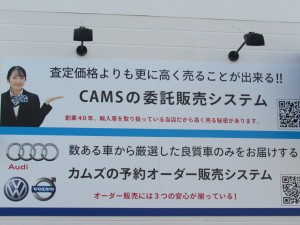 査定価格よりも更に高く売ることが出来る!!
CAMSの委託販売システム
創業40年、輸入車を取り扱っている当店だから高く売る秘密があります。
数ある車から厳選した良質車のみをお届けする
Audi
カムズの予約オーダー販売システム
VOLVO
オーダー販売には3つの安心が揃っている!